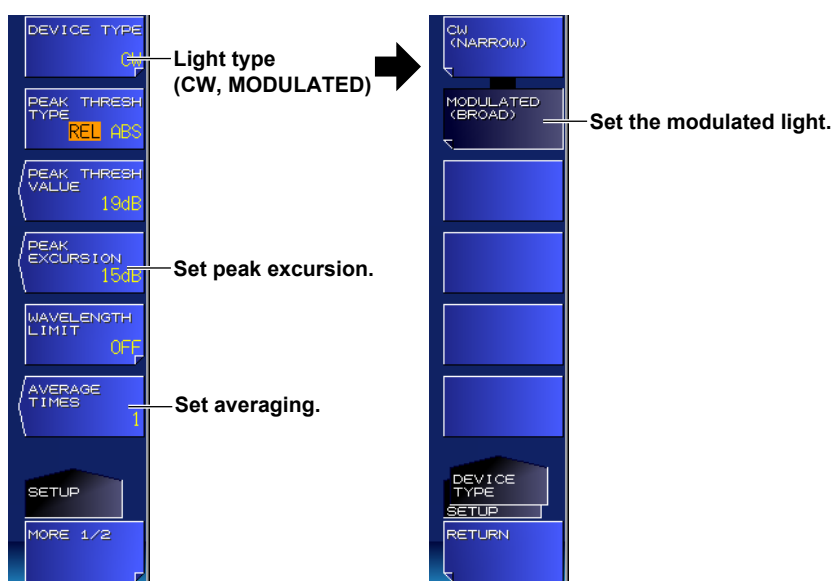 DEVICE TYPE
CW
Light type
(CW, MODULATED)
PEAK THRESH
TYPE
REL ABS
PEAK THRESH
VALUE
19dB
PEAK
EXCURSION
15dB
Set peak excursion.
WAVELENGTH
LIMIT
OFF
AVERAGE
TIMES
1
Set averaging.
SETUP
MORE 1/2
CW
(NARROW)
MODULATED
(BROAD)
Set the modulated light.
DEVICE
TYPE
SETUP
RETURN